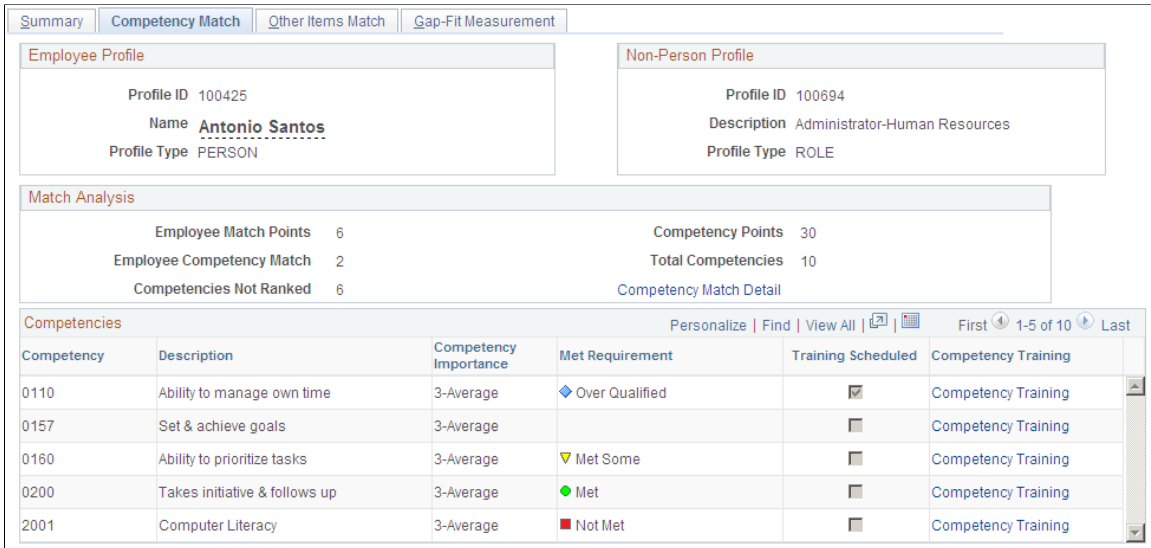 Summary Competency Match Other Items Match Gap-Fit Measurement
Employee Profile
Profile ID 100425
Name Antonio Santos
Profile Type PERSON
Non-Person Profile
Profile ID 100694
Description Administrator-Human Resources
Profile Type ROLE
Match Analysis
Employee Match Points 6 Competency Points 30
Employee Competency Match 2 Total Competencies 10
Competencies Not Ranked 6 Competency Match Detail
Competencies Personalize | Find | View All | | First 1-5 of 10 Last
Competency Description Competency Importance Met Requirement Training Scheduled Competency Training
0110 Ability to manage own time 3-Average Over Qualified Competency Training
0157 Set & achieve goals 3-Average Competency Training
0160 Ability to prioritize tasks 3-Average Met Some Competency Training
0200 Takes initiative & follows up 3-Average Met Competency Training
2001 Computer Literacy 3-Average Not Met Competency Training